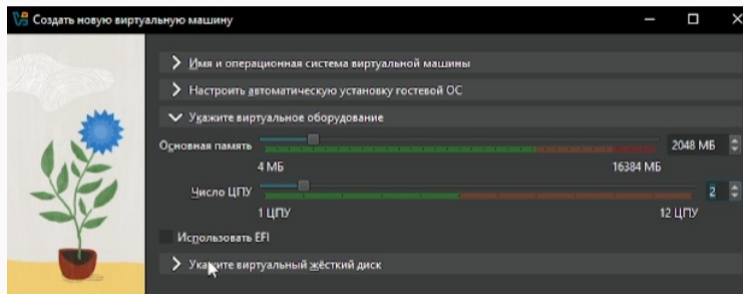 Создать новую виртуальную машину
Имя и операционная система виртуальной машины
Настроить автоматическую установку гостевой ОС
Укажите виртуальное оборудование
Основная память
2048 МБ
4 МБ
16384 МБ
Число ЦПУ
2
1 ЦПУ
12 ЦПУ
Использовать EFI
Укажите виртуальный жёсткий диск